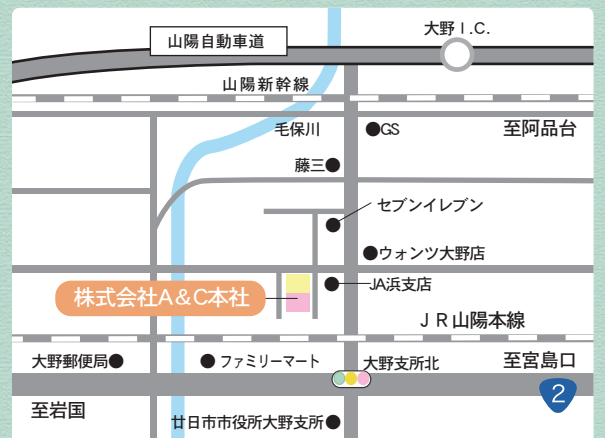 大野 I.C.
山陽自動車道
山陽新幹線
毛保川
●GS
至阿品台
藤三●
セブンイレブン
●ウォンツ大野店
JA浜支店
株式会社A&C本社
JR山陽本線
大野郵便局●
●ファミリーマート
大野支所北
至宮島口
2
至岩国
廿日市市役所大野支所●